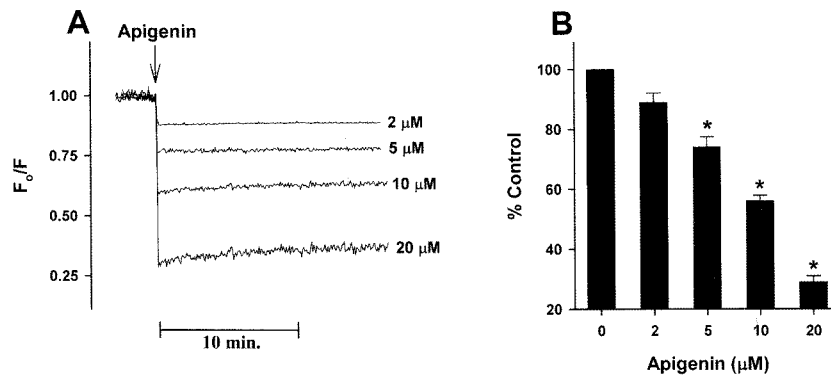 A
Apigenin
1.00
0.75
0.50
0.25
Fo/F
2 μM
5 μM
10 μM
20 μM
10 min.
B
100
80
60
40
20
% Control
*
*
*
0 2 5 10 20
Apigenin (μM)